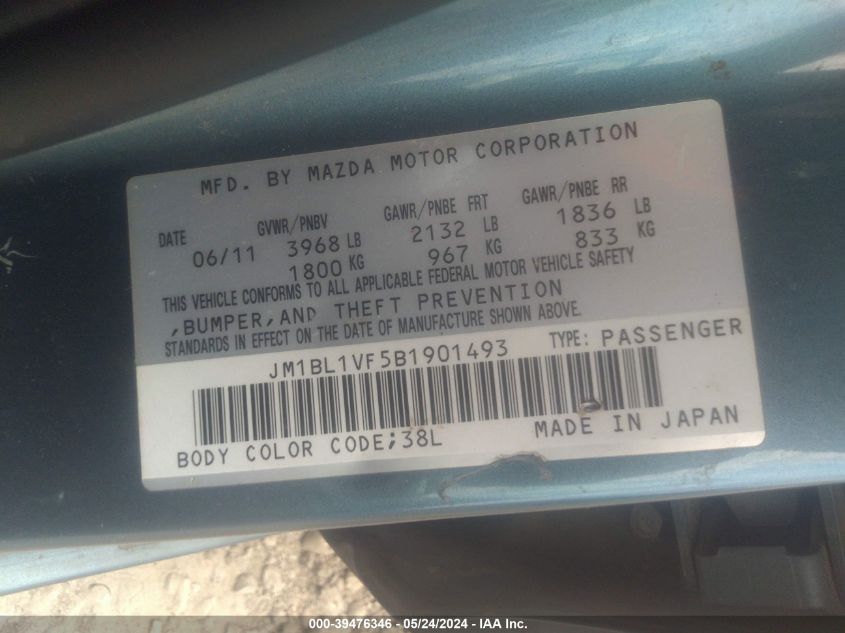 MFD. BY MAZDA MOTOR CORPORATION
DATE GVWR/PNBV GAWR/PNBE FRT GAWR/PNBE RR
06/11 3968 LB 2132 LB 1836 LB
1800 KG 967 KG 833 KG
THIS VEHICLE CONFORMS TO ALL APPLICABLE FEDERAL MOTOR VEHICLE SAFETY
,BUMPER,AND THEFT PREVENTION
STANDARDS IN EFFECT ON THE DATE OF MANUFACTURE SHOWN ABOVE.
JM1BL1VF5B1901493 TYPE: PASSENGER
BODY COLOR CODE;38L MADE IN JAPAN
000-39476346 - 05/24/2024 - IAA Inc.